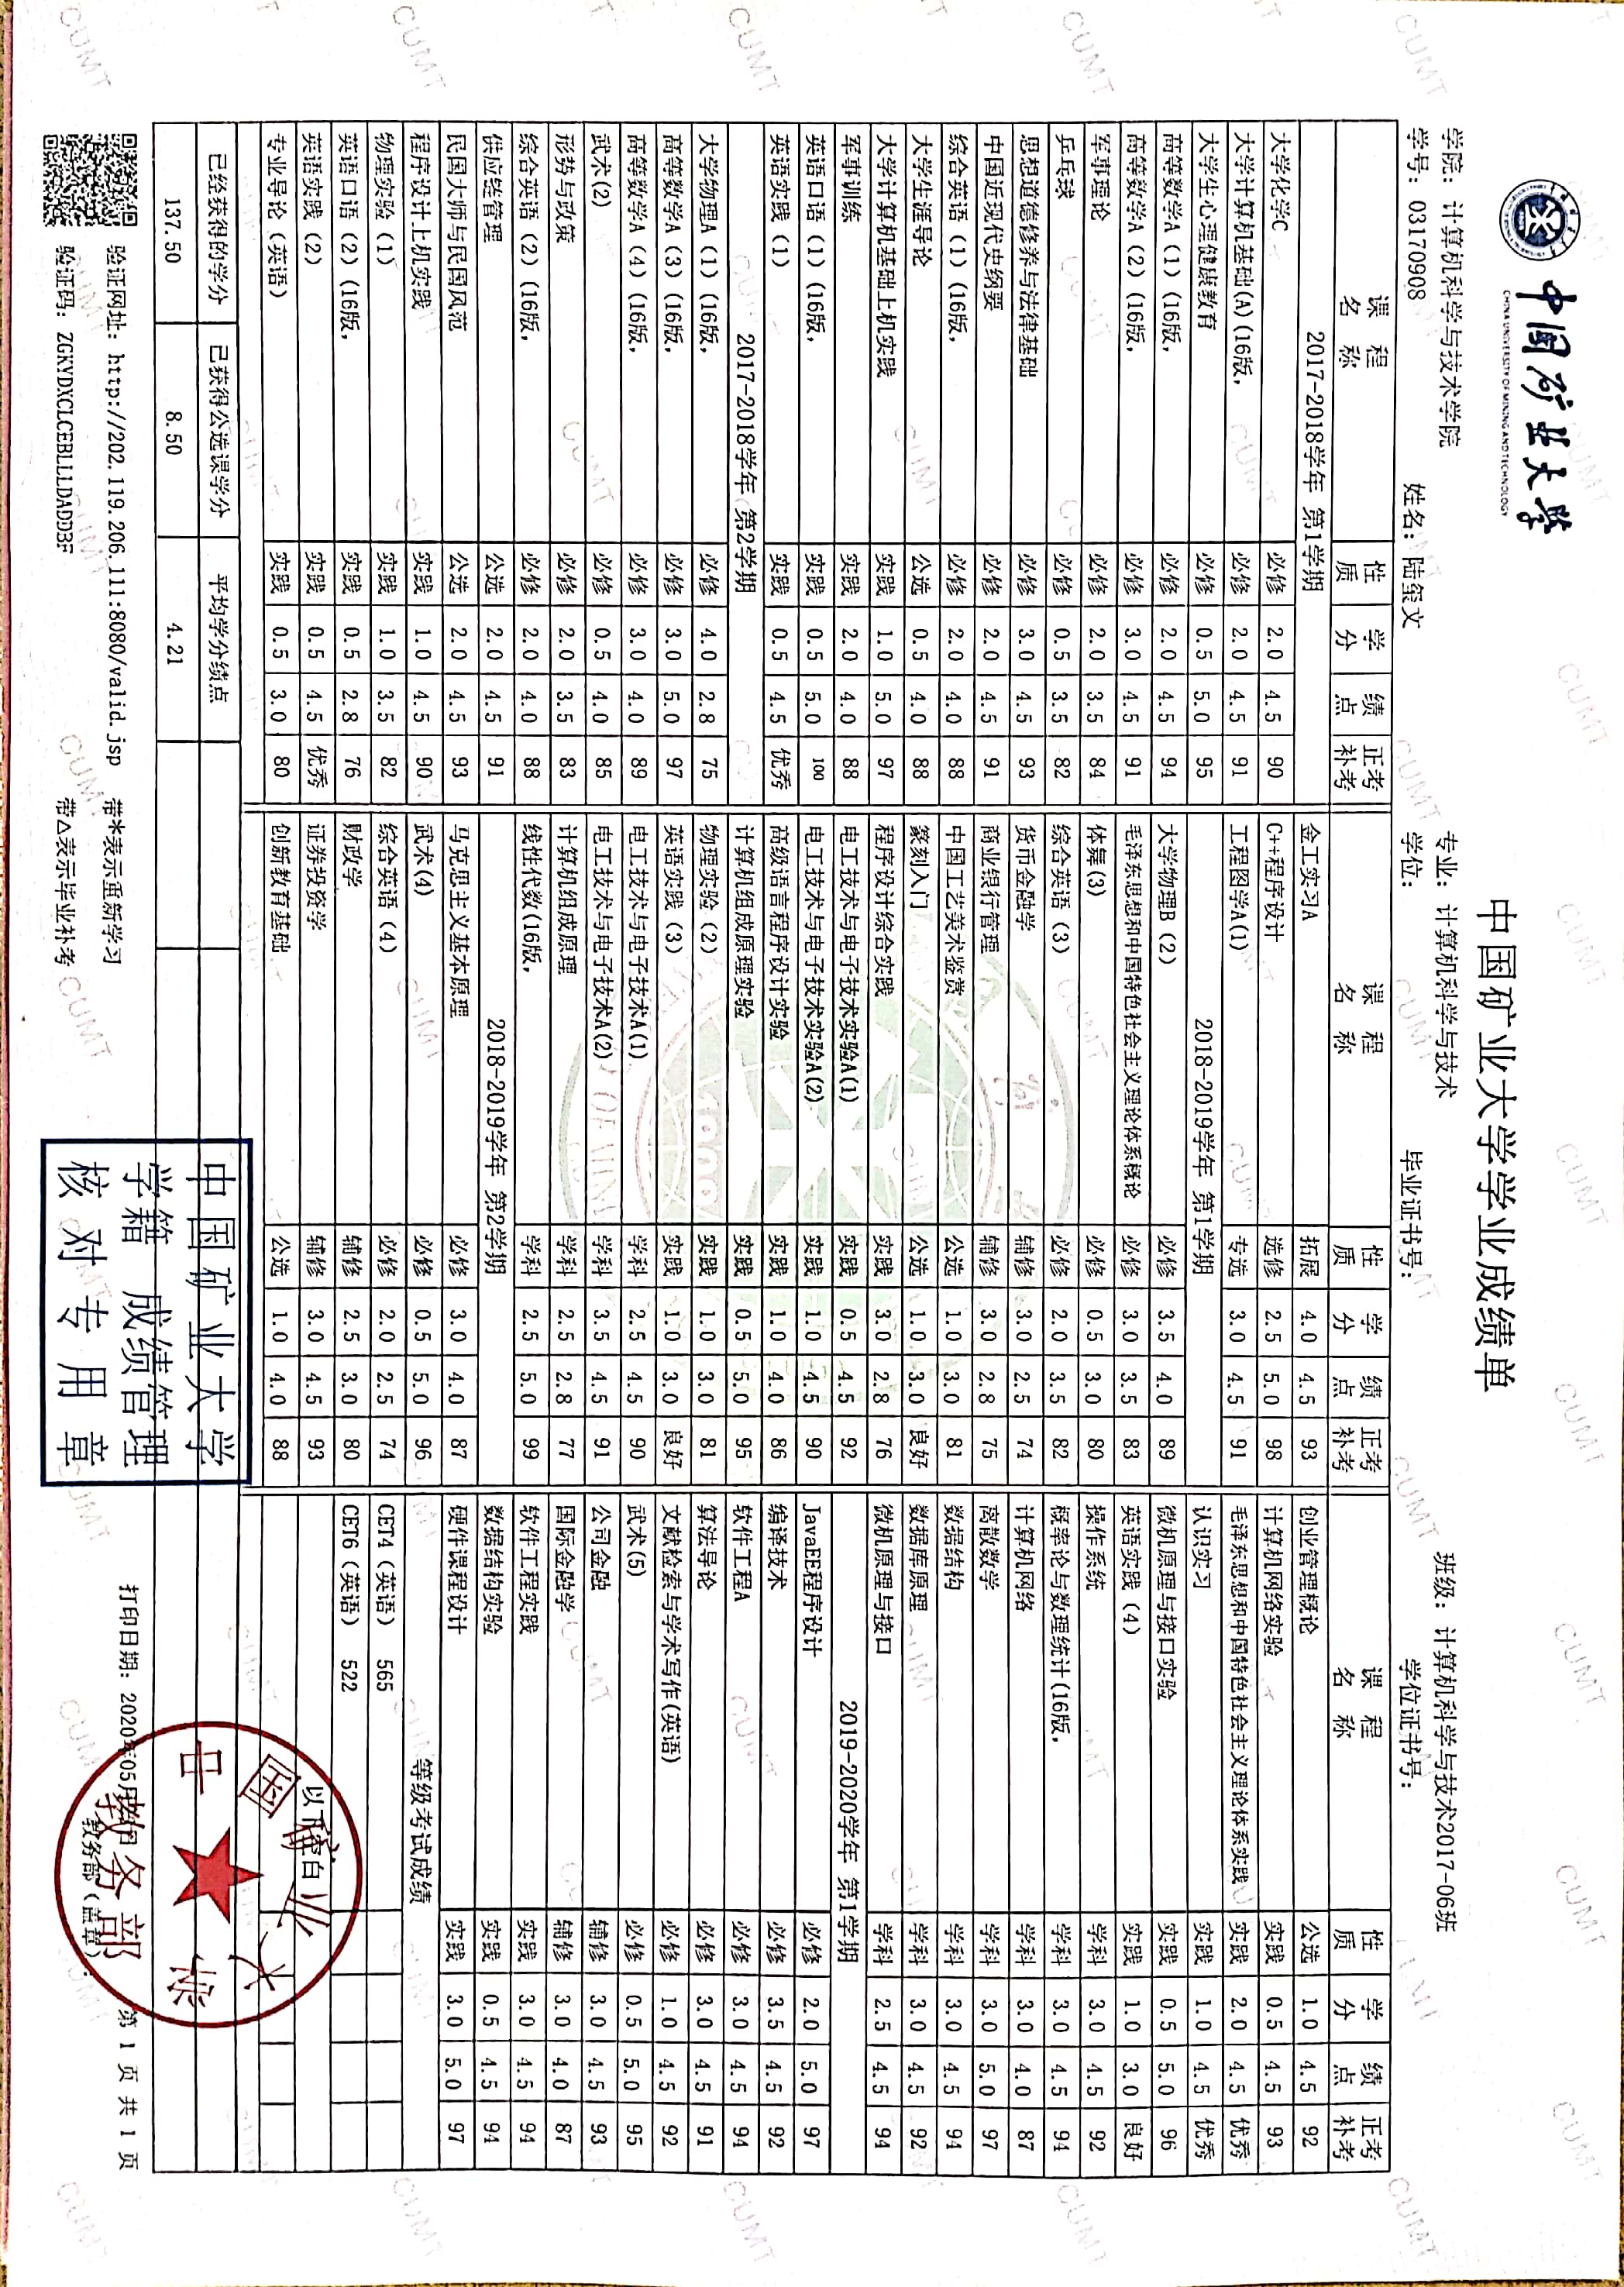 中国矿业大学
CHINA UNIVERSITY OF MINING AND TECHNOLOGY
中国矿业大学学业成绩单
学院: 计算机科学与技术学院 专业: 计算机科学与技术 班级: 计算机科学与技术2017-06班
学号: 03170908 姓名: 陆玺文 学位: 毕业证书号: 学位证书号:
课程名称 性质 学分 绩点 正考补考
2017-2018学年 第1学期
大学化学C 必修 2.0 4.5 90
大学计算机基础(A)(16版, 必修 2.0 4.5 91
大学生心理健康教育 必修 0.5 5.0 95
高等数学A(1)(16版, 必修 2.0 4.5 94
高等数学A(2)(16版, 必修 3.0 4.5 91
军事理论 必修 2.0 3.5 84
乒乓球 必修 0.5 3.5 82
思想道德修养与法律基础 必修 3.0 4.5 93
中国近现代史纲要 必修 2.0 4.5 91
综合英语(1)(16版, 必修 2.0 4.0 88
大学生涯导论 公选 0.5 4.0 88
大学计算机基础上机实践 实践 1.0 5.0 97
军事训练 实践 2.0 4.0 88
英语口语(1)(16版, 实践 0.5 5.0 100
英语实践(1) 实践 0.5 4.5 优秀
2017-2018学年 第2学期
大学物理A(1)(16版, 必修 4.0 2.8 75
高等数学A(3)(16版, 必修 3.0 5.0 97
高等数学A(4)(16版, 必修 3.0 4.0 89
武术(2) 必修 0.5 4.0 85
形势与政策 必修 2.0 3.5 83
综合英语(2)(16版, 必修 2.0 4.0 88
供应链管理 公选 2.0 4.5 91
民国大师与民国风范 公选 2.0 4.5 93
程序设计上机实践 实践 1.0 4.5 90
物理实验(1) 实践 1.0 3.5 82
英语口语(2)(16版, 实践 0.5 2.8 76
英语实践(2) 实践 0.5 4.5 优秀
专业导论(英语) 实践 0.5 3.0 80
课程名称 性质 学分 绩点 正考补考
金工实习A 拓展 4.0 4.5 93
C++程序设计 选修 2.5 5.0 98
工程图学A(1) 专选 3.0 4.5 91
2018-2019学年 第1学期
大学物理B(2) 必修 3.5 4.0 89
毛泽东思想和中国特色社会主义理论体系概论 必修 3.0 3.5 83
体舞(3) 必修 0.5 3.0 80
综合英语(3) 必修 2.0 3.5 82
货币金融学 辅修 3.0 2.5 74
商业银行管理 辅修 3.0 2.8 75
中国工艺美术鉴赏 公选 1.0 3.0 81
篆刻入门 公选 1.0 3.0 良好
程序设计综合实践 实践 3.0 2.8 76
电工技术与电子技术实验A(1) 实践 0.5 4.5 92
电工技术与电子技术实验A(2) 实践 1.0 4.5 90
高级语言程序设计实验 实践 1.0 4.0 86
计算机组成原理实验 实践 0.5 5.0 95
物理实验(2) 实践 1.0 3.0 81
英语实践(3) 实践 1.0 3.0 良好
电工技术与电子技术A(1) 学科 2.5 4.5 90
电工技术与电子技术A(2) 学科 3.5 4.5 91
计算机组成原理 学科 2.5 2.8 77
线性代数(16版, 学科 2.5 5.0 99
2018-2019学年 第2学期
马克思主义基本原理 必修 3.0 4.0 87
武术(4) 必修 0.5 5.0 96
综合英语(4) 必修 2.0 2.5 74
财政学 辅修 2.5 3.0 80
证券投资学 辅修 3.0 4.5 93
创新教育基础 公选 1.0 4.0 88
课程名称 性质 学分 绩点 正考补考
创业管理概论 公选 1.0 4.5 92
计算机网络实验 实践 0.5 4.5 93
毛泽东思想和中国特色社会主义理论体系实践 实践 2.0 4.5 优秀
认识实习 实践 1.0 4.5 优秀
微机原理与接口实验 必修 0.5 5.0 96
英语实践(4) 实践 1.0 3.0 良好
操作系统 学科 3.0 4.5 92
概率论与数理统计(16版, 学科 3.0 4.5 94
计算机网络 学科 3.0 4.0 87
离散数学 学科 3.0 5.0 97
数据结构 学科 3.0 4.5 94
数据库原理 学科 3.0 4.5 92
微机原理与接口 学科 2.5 4.5 94
2019-2020学年 第1学期
JavaEE程序设计 必修 2.0 5.0 97
编译技术 必修 3.5 4.5 92
软件工程A 必修 3.0 4.5 94
算法导论 必修 3.0 4.5 91
文献检索与学术写作(英语) 必修 1.0 4.5 92
武术(5) 必修 0.5 5.0 95
公司金融 辅修 3.0 4.5 93
国际金融学 辅修 3.0 4.0 87
软件工程实践 实践 3.0 4.5 94
数据结构实验 实践 0.5 4.5 94
硬件课程设计 实践 3.0 5.0 97
等级考试成绩
CET4(英语) 565
CET6(英语) 522
以下空白
已经获得的学分 已获得公选课学分 平均学分绩点
137.50 8.50 4.21
验证网址: http://202.119.206.111:8080/valid.jsp 带*表示重新学习
验证码: ZGKYDXCLCEBLLLDADDBF 带△表示毕业补考
中国矿业大学
学籍 成绩管理
核对专用章
打印日期: 2020年05月 第 1 页 共 1 页
教务部(盖章):
中国矿业大学
教务部